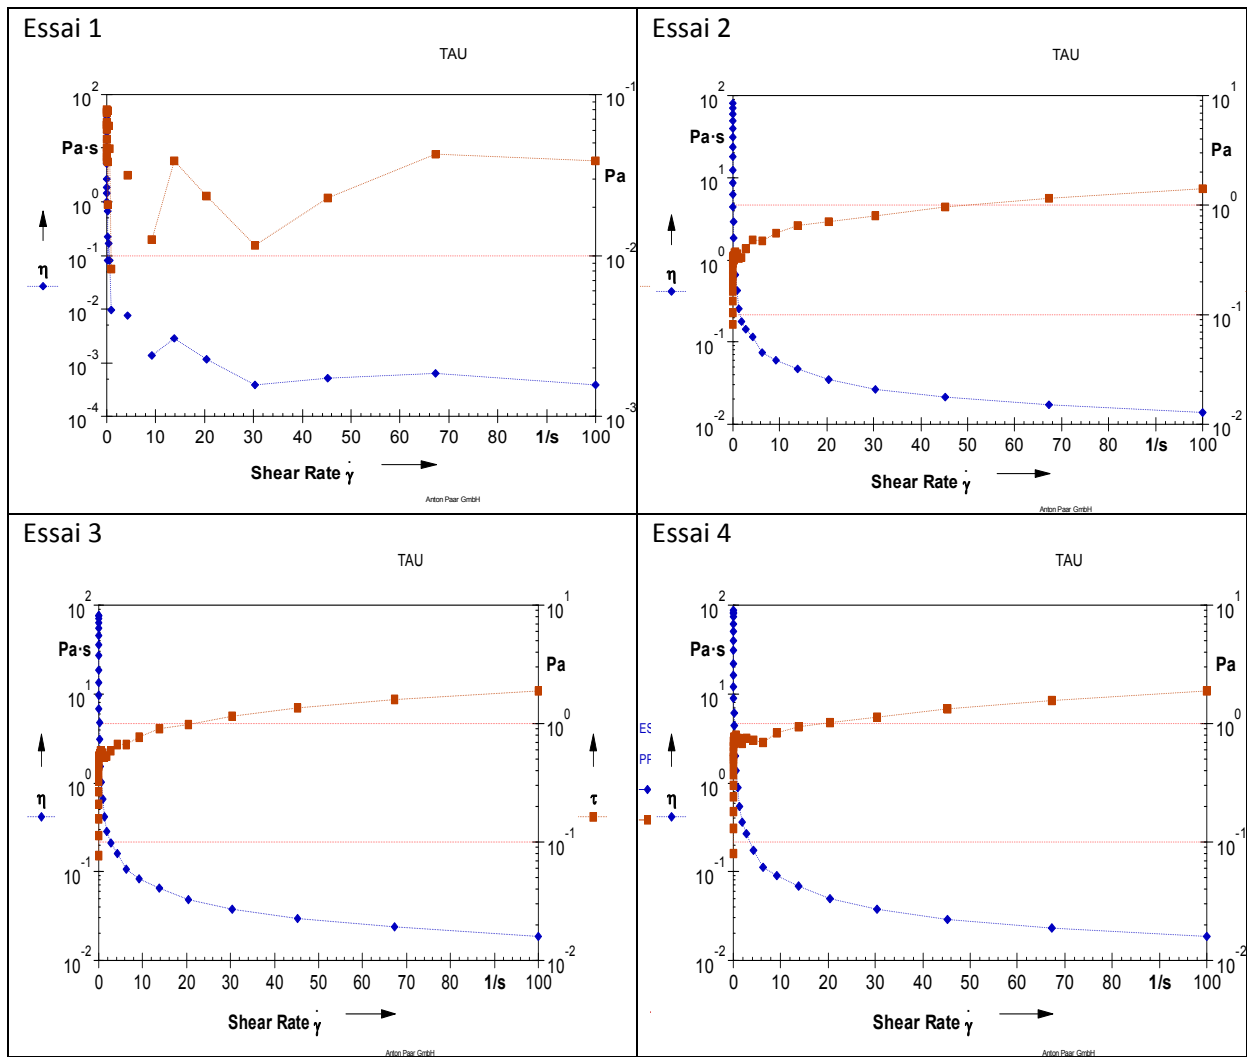 Essai 1
TAU
10^2
10^-1
Pa·s
Pa
10^0
10^-1
10^-2
η
10^-2
10^-3
10^-4
10^-3
0 10 20 30 40 50 60 70 80 1/s 100
Shear Rate γ̇
Anton Paar GmbH
Essai 2
TAU
10^2
10^1
Pa·s
Pa
10^1
10^0
10^0
η
10^-1
10^-1
10^-2
10^-2
0 10 20 30 40 50 60 70 80 1/s 100
Shear Rate γ̇
Anton Paar GmbH
Essai 3
TAU
10^2
10^1
Pa·s
Pa
10^1
10^0
10^0
η
τ
10^-1
10^-1
10^-2
10^-2
0 10 20 30 40 50 60 70 80 1/s 100
Shear Rate γ̇
Anton Paar GmbH
Essai 4
TAU
10^2
10^1
Pa·s
Pa
10^1
10^0
ES
PF
10^0
η
10^-1
10^-1
10^-2
10^-2
0 10 20 30 40 50 60 70 80 1/s 100
Shear Rate γ̇
Anton Paar GmbH